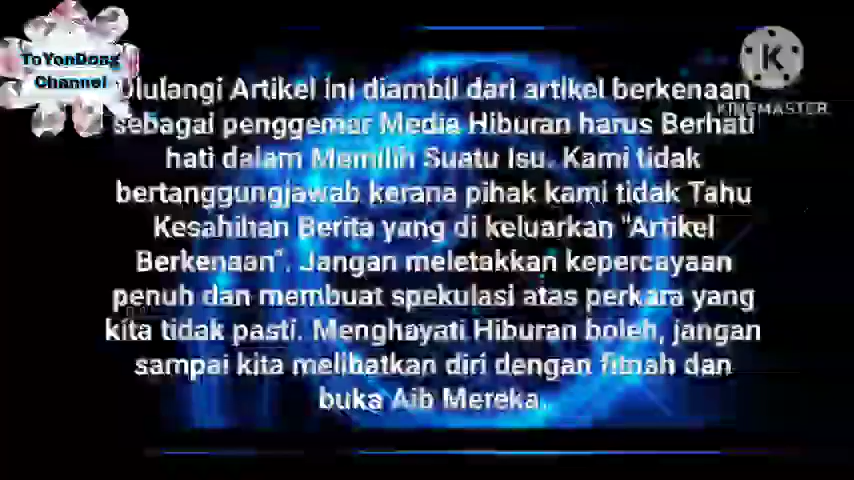 ToYonDong
Channel
KINEMASTER
Diulangi Artikel ini diambil dari artikel berkenaan
sebagai penggemar Media Hiburan harus Berhati
hati dalam Memilih Suatu Isu. Kami tidak
bertanggungjawab kerana pihak kami tidak Tahu
Kesahihan Berita yang di keluarkan "Artikel
Berkenaan". Jangan meletakkan kepercayaan
penuh dan membuat spekulasi atas perkara yang
kita tidak pasti. Menghayati Hiburan boleh, jangan
sampai kita melibatkan diri dengan fitnah dan
buka Aib Mereka.